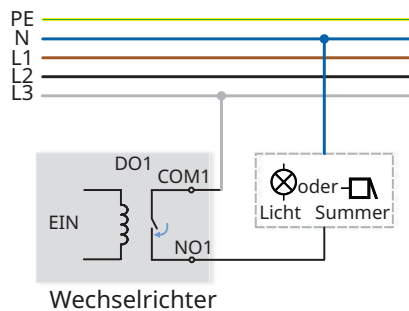 PE
N
L1
L2
L3
DO1
COM1
EIN
NO1
oder
Licht Summer
Wechselrichter